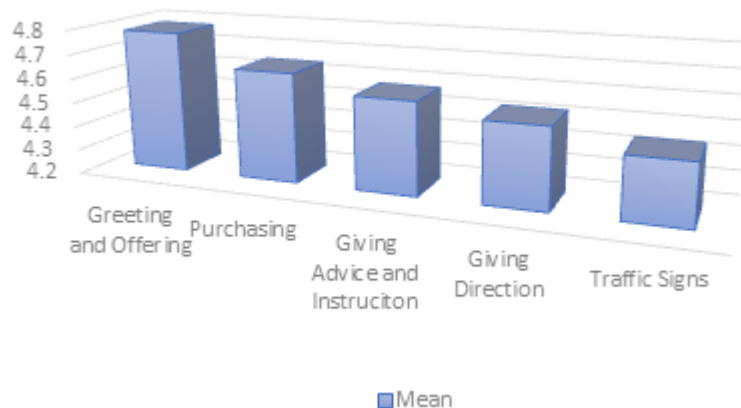 4.8
4.7
4.6
4.5
4.4
4.3
4.2
Greeting
and Offering
Purchasing
Giving
Advice and
Instruciton
Giving
Direction
Traffic Signs
Mean